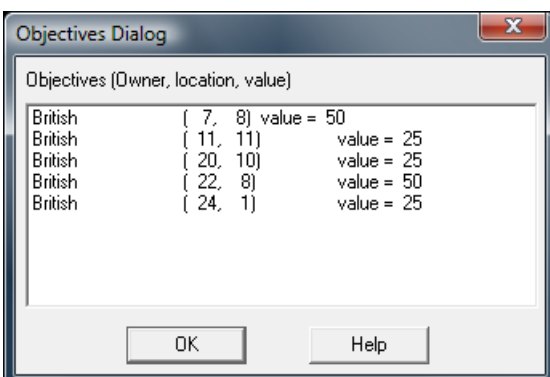 Objectives Dialog
X
Objectives (Owner, location, value)
British ( 7, 8) value = 50
British ( 11, 11) value = 25
British ( 20, 10) value = 25
British ( 22, 8) value = 50
British ( 24, 1) value = 25
OK Help